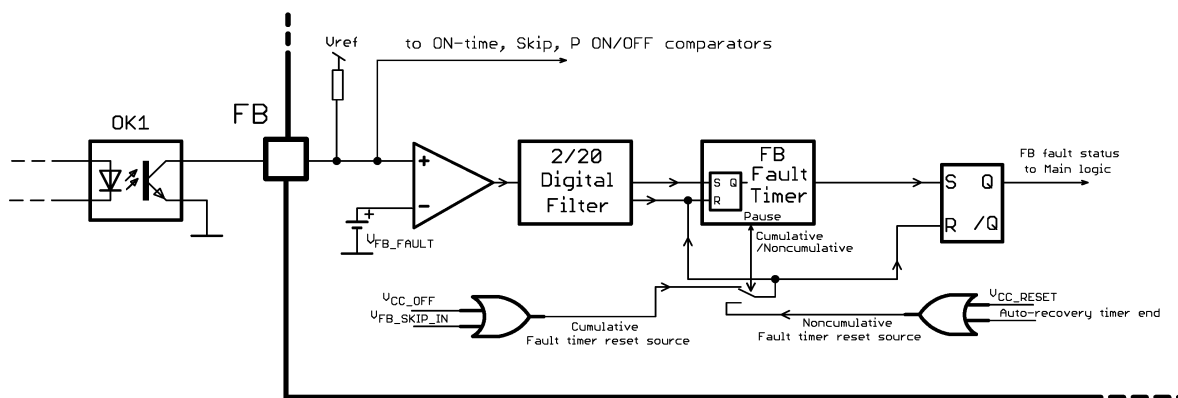 Vref
to ON-time, Skip, P ON/OFF comparators
OK1
FB
+
−
+
VFB_FAULT
2/20
Digital
Filter
FB
Fault
Timer
S Q
R
Pause
Cumulative
/Noncumulative
S Q
R /Q
FB fault status
to Main logic
VCC_OFF
VFB_SKIP_IN
Cumulative
Fault timer reset source
Noncumulative
Fault timer reset source
VCC_RESET
Auto-recovery timer end